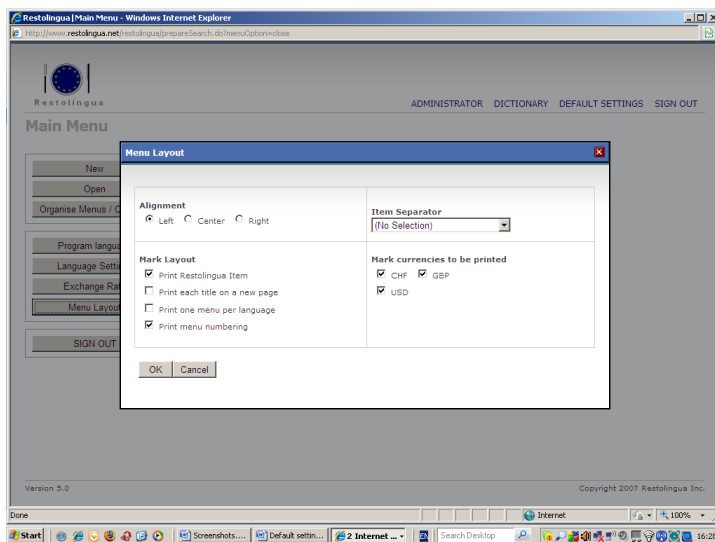 Restolingua | Main Menu - Windows Internet Explorer
http://www.restolingua.net/restolingua/prepareSearch.do?menuOption=close
Restolingua
ADMINISTRATOR DICTIONARY DEFAULT SETTINGS SIGN OUT
Main Menu
Menu Layout
New
Open
Organise Menus / C
Program langua
Language Setti
Exchange Rat
Menu Layout
SIGN OUT
Alignment
Left Center Right
Item Separator
(No Selection)
Mark Layout
Print Restolingua Item
Print each title on a new page
Print one menu per language
Print menu numbering
Mark currencies to be printed
CHF GBP
USD
OK Cancel
Version 5.0
Copyright 2007 Restolingua Inc.
Done
Internet
100%
Start
Screenshots....
Default settin...
2 Internet ...
EN
Search Desktop
16:20